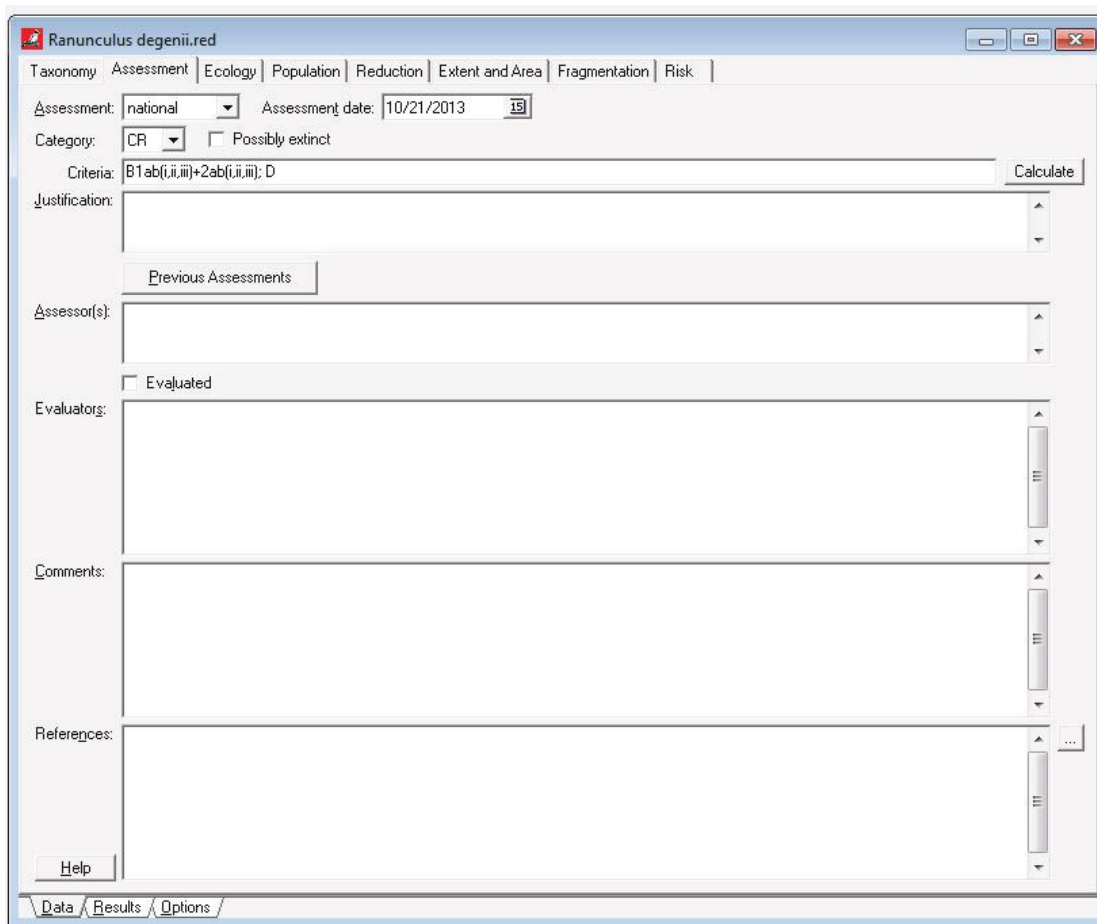 Ranunculus degenii.red
Taxonomy Assessment Ecology Population Reduction Extent and Area Fragmentation Risk
Assessment: national Assessment date: 10/21/2013 15
Category: CR Possibly extinct
Criteria: B1ab(i,ii,iii)+2ab(i,ii,iii); D Calculate
Justification:
Previous Assessments
Assessor(s):
Evaluated
Evaluators:
Comments:
References: ...
Help
Data Results Options